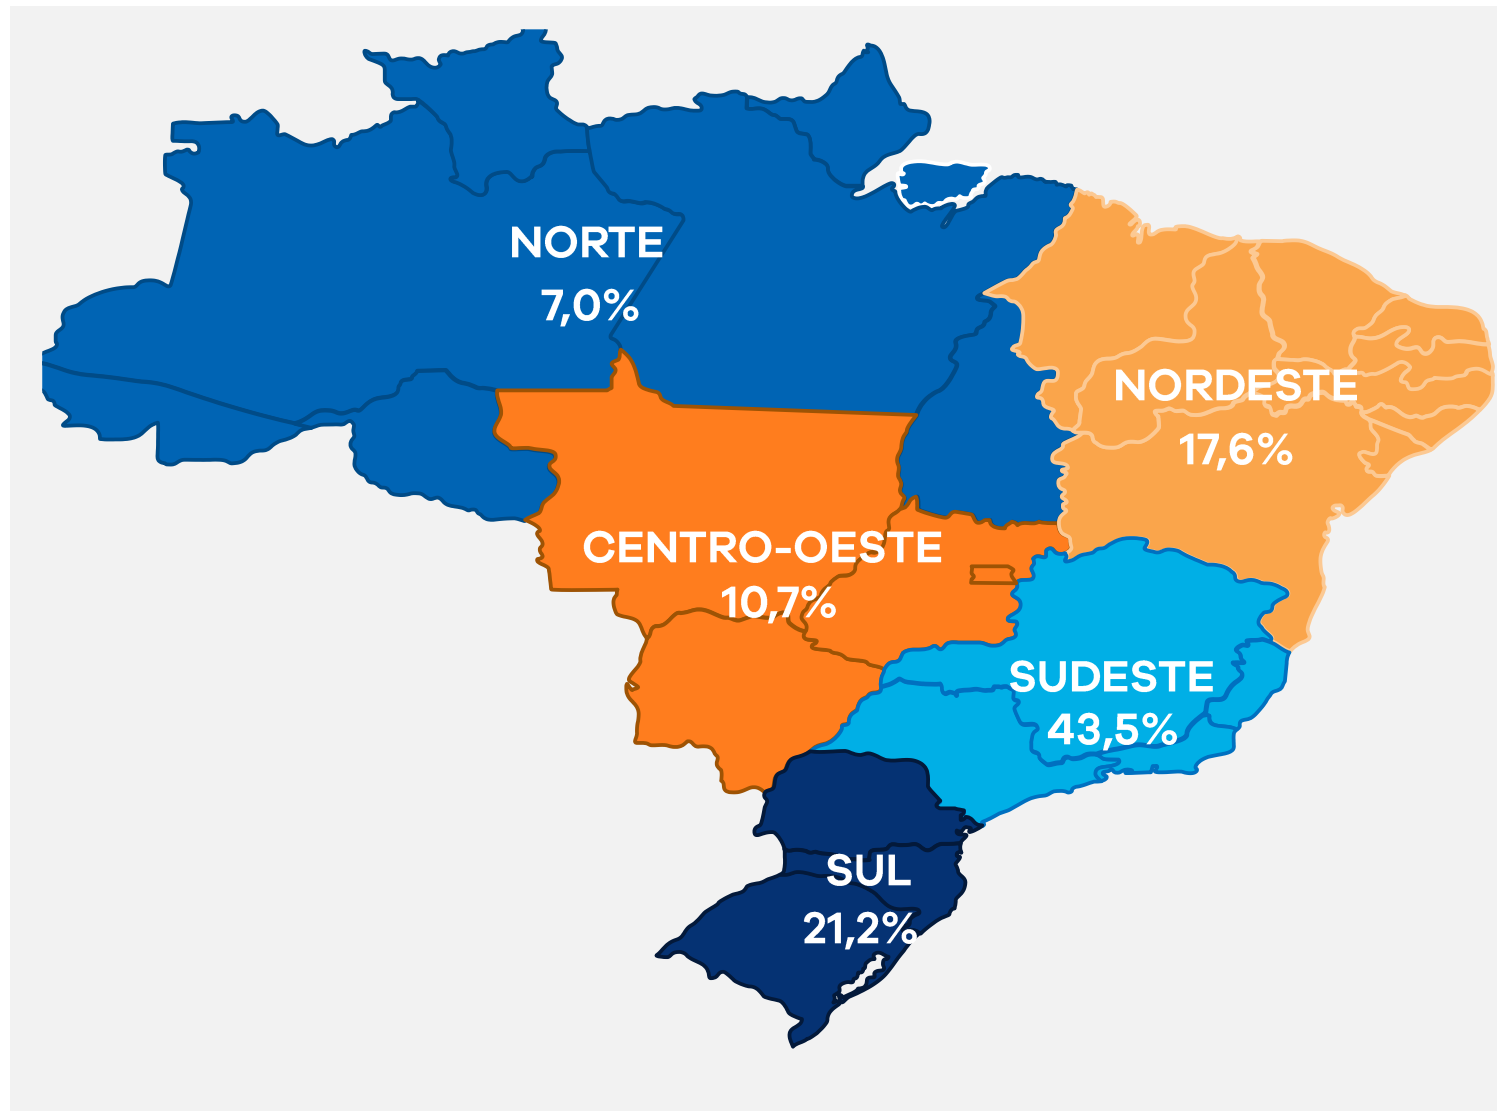 NORTE
7,0%
NORDESTE
17,6%
CENTRO-OESTE
10,7%
SUDESTE
43,5%
SUL
21,2%